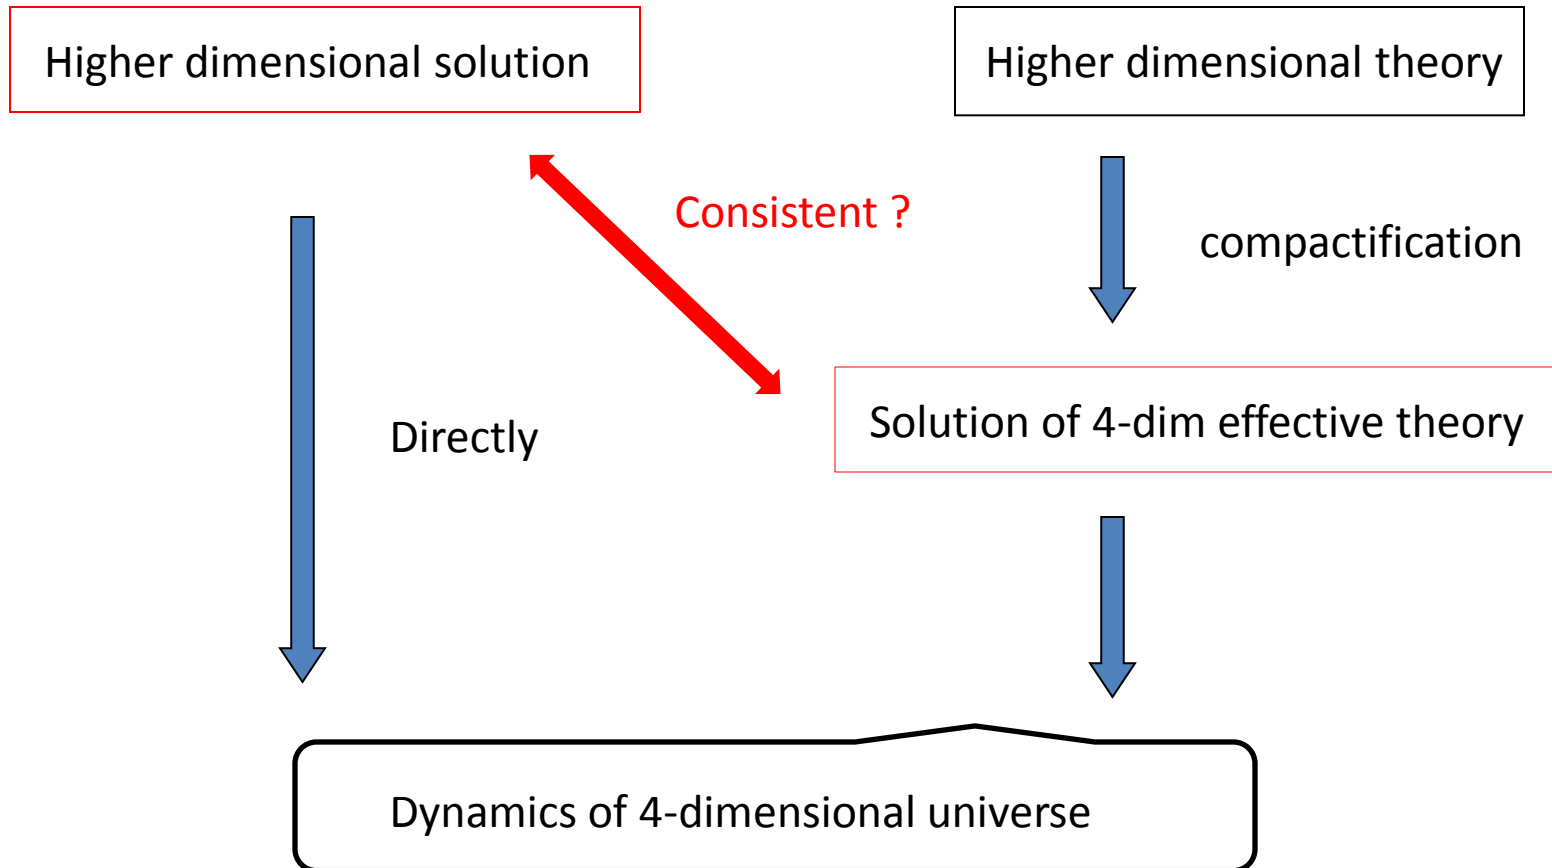 Higher dimensional solution
Higher dimensional theory
Consistent ?
compactification
Directly
Solution of 4-dim effective theory
Dynamics of 4-dimensional universe